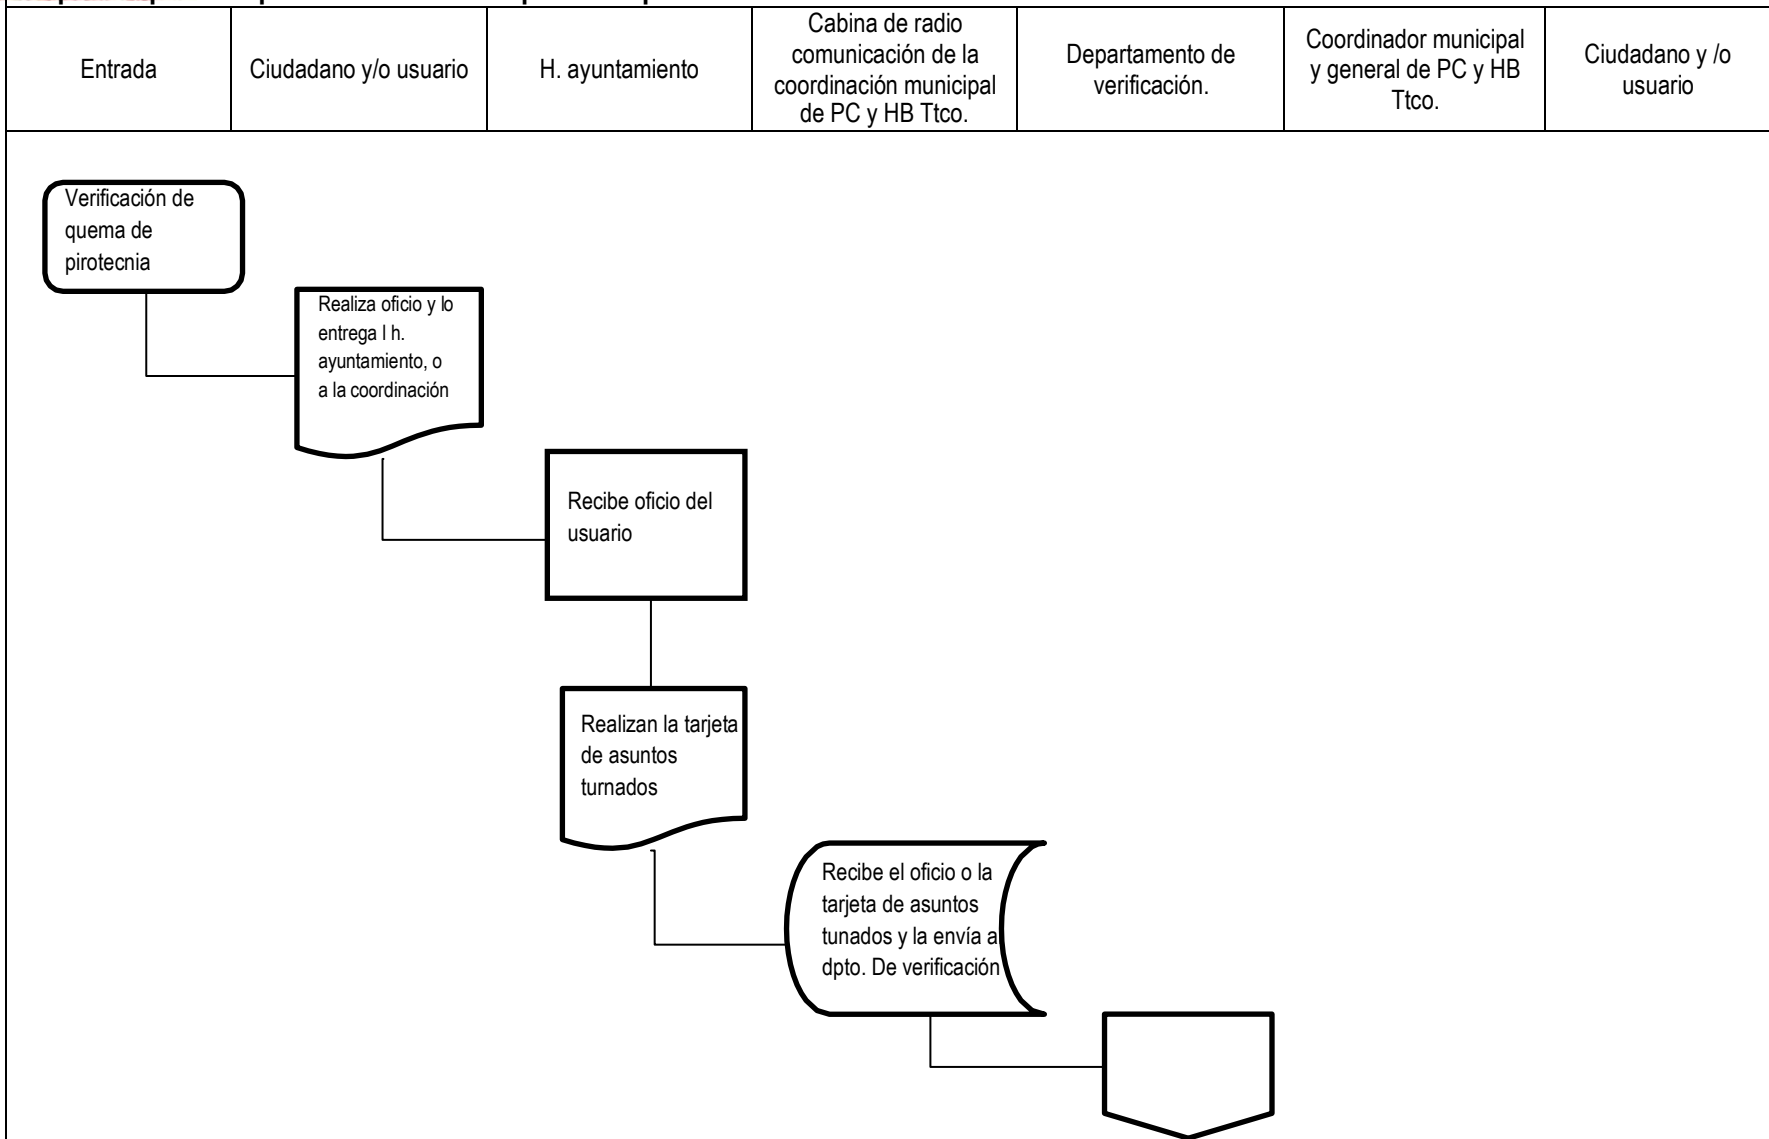 Entrada
Ciudadano y/o usuario
H. ayuntamiento
Cabina de radio
comunicación de la
coordinación municipal
de PC y HB Ttco.
Departamento de
verificación.
Coordinador municipal
y general de PC y HB
Ttco.
Ciudadano y /o
usuario
Verificación de
quema de
pirotecnia
Realiza oficio y lo
entrega l h.
ayuntamiento, o
a la coordinación
Recibe oficio del
usuario
Realizan la tarjeta
de asuntos
turnados
Recibe el oficio o la
tarjeta de asuntos
tunados y la envía a
dpto. De verificación